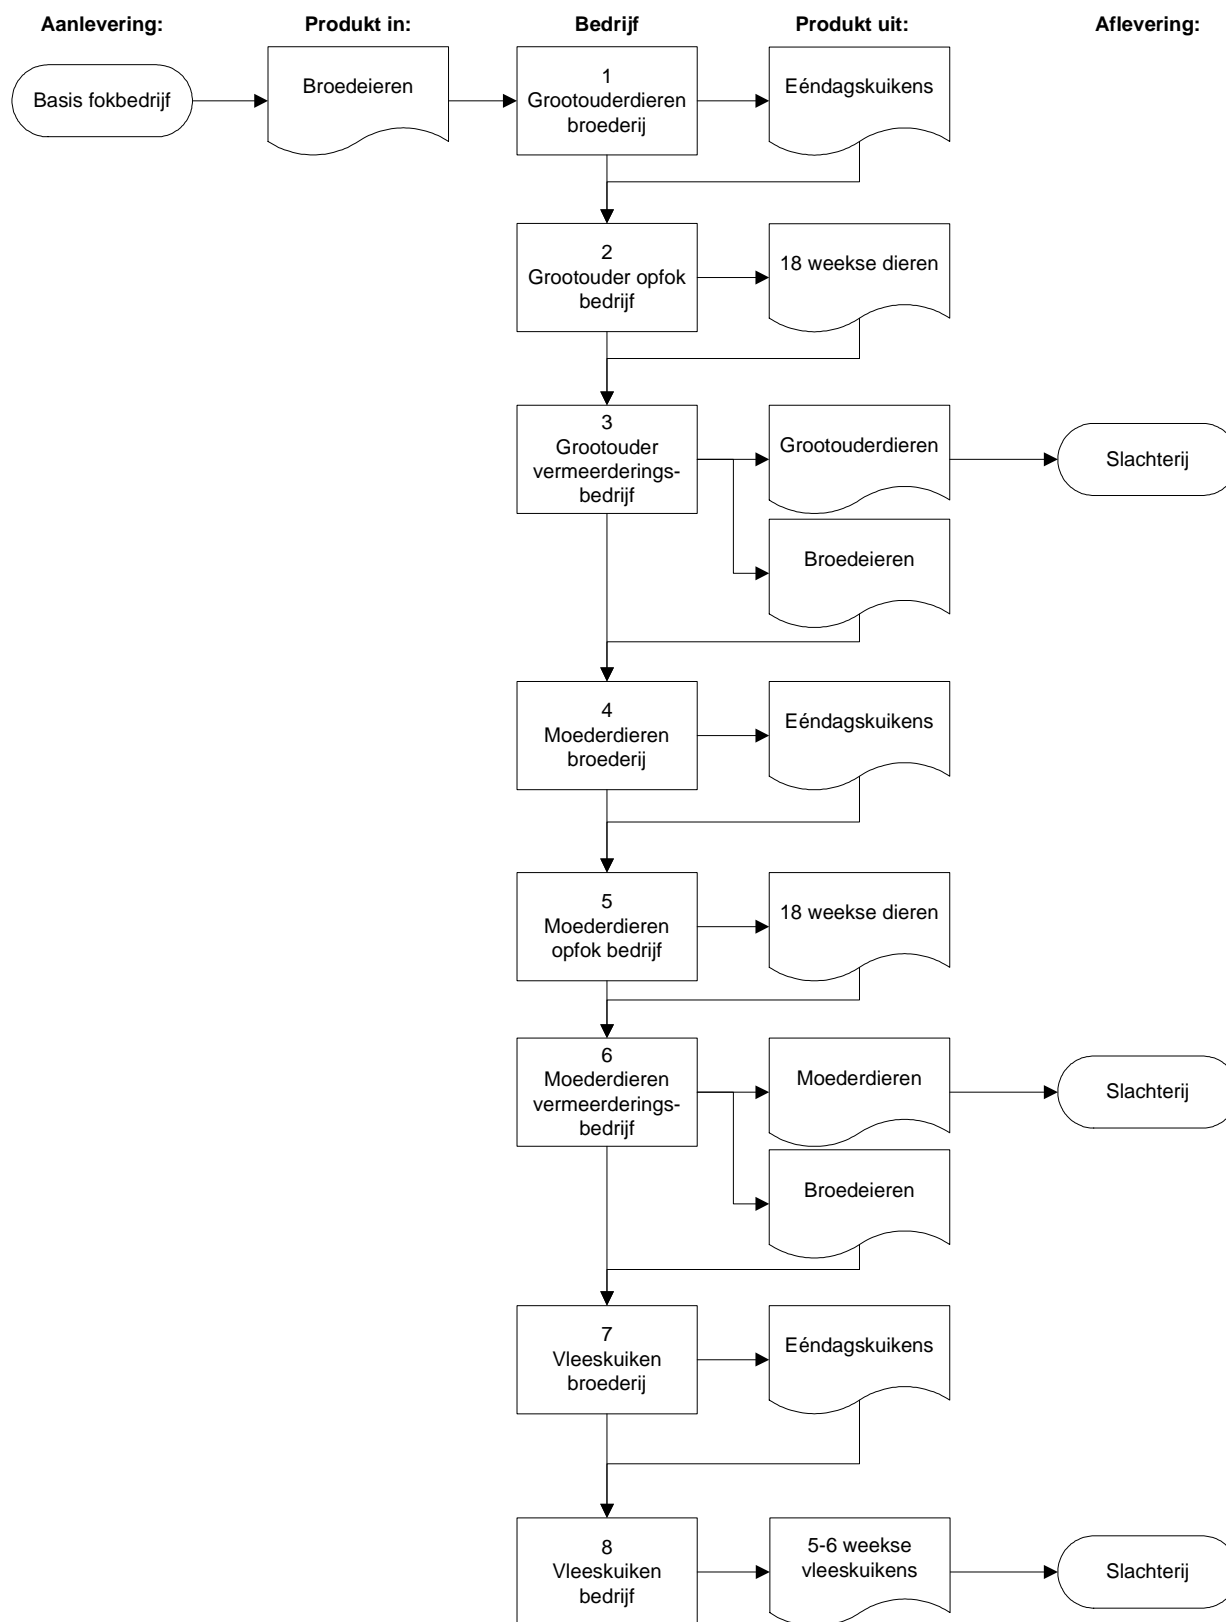 Aanlevering:
Produkt in:
Bedrijf
Produkt uit:
Aflevering:
Basis fokbedrijf
Broedeieren
1
Grootouderdieren
broederij
Eéndagskuikens
2
Grootouder opfok
bedrijf
18 weekse dieren
3
Grootouder
vermeerderings-
bedrijf
Grootouderdieren
Slachterij
Broedeieren
4
Moederdieren
broederij
Eéndagskuikens
5
Moederdieren
opfok bedrijf
18 weekse dieren
6
Moederdieren
vermeerderings-
bedrijf
Moederdieren
Slachterij
Broedeieren
7
Vleeskuiken
broederij
Eéndagskuikens
8
Vleeskuiken
bedrijf
5-6 weekse
vleeskuikens
Slachterij